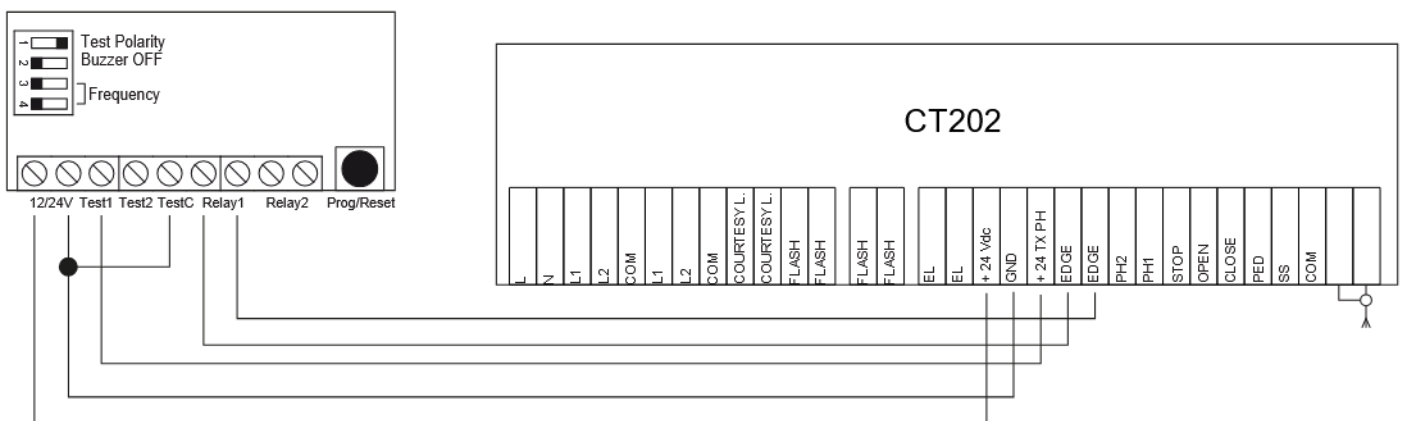 1 Test Polarity
2 Buzzer OFF
3
4
Frequency
CT202
12/24V Test1 Test2 TestC Relay1 Relay2 Prog/Reset
L
N
L1
L2
COM
L1
L2
COM
COURTESY L.
COURTESY L.
FLASH
FLASH
FLASH
FLASH
EL
EL
+ 24 Vdc
GND
+ 24 TX PH
EDGE
EDGE
PH2
PH1
STOP
OPEN
CLOSE
PED
SS
COM